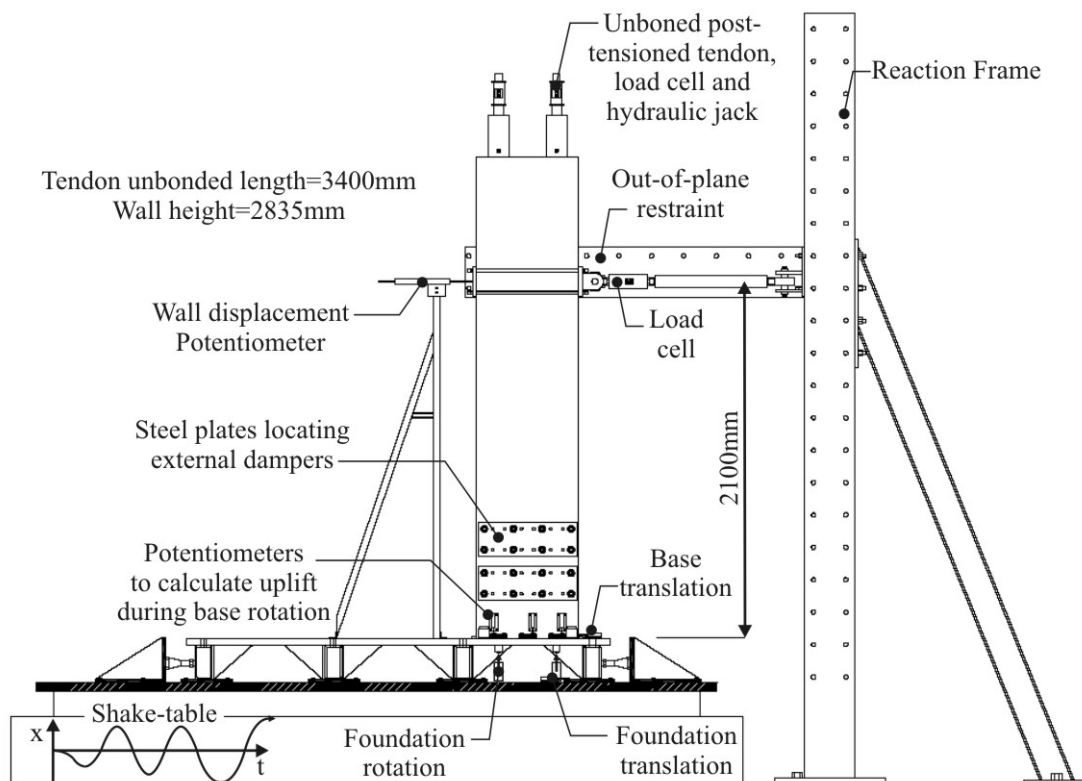 Unboned post-
tensioned tendon,
load cell and
hydraulic jack
Reaction Frame
Tendon unbonded length=3400mm
Wall height=2835mm
Out-of-plane
restraint
Wall displacement
Potentiometer
Load
cell
Steel plates locating
external dampers
2100mm
Potentiometers
to calculate uplift
during base rotation
Base
translation
Shake-table
x
t
Foundation
rotation
Foundation
translation